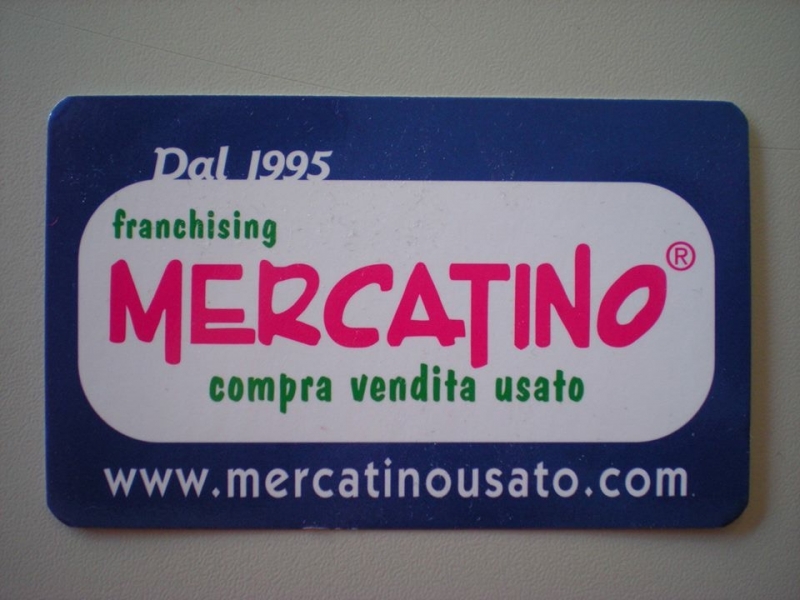 Dal 1995
franchising
MERCATINO®
compra vendita usato
www.mercatinousato.com